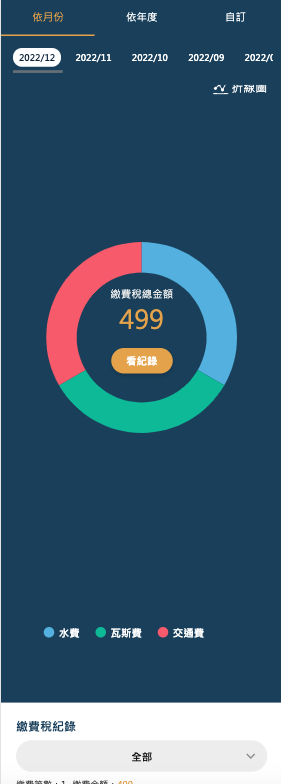 依月份 依年度 自訂
2022/12 2022/11 2022/10 2022/09 2022/0
折線圖
繳費稅總金額
499
看紀錄
水費 瓦斯費 交通費
繳費稅紀錄
全部
繳費筆數：1, 繳費金額：499